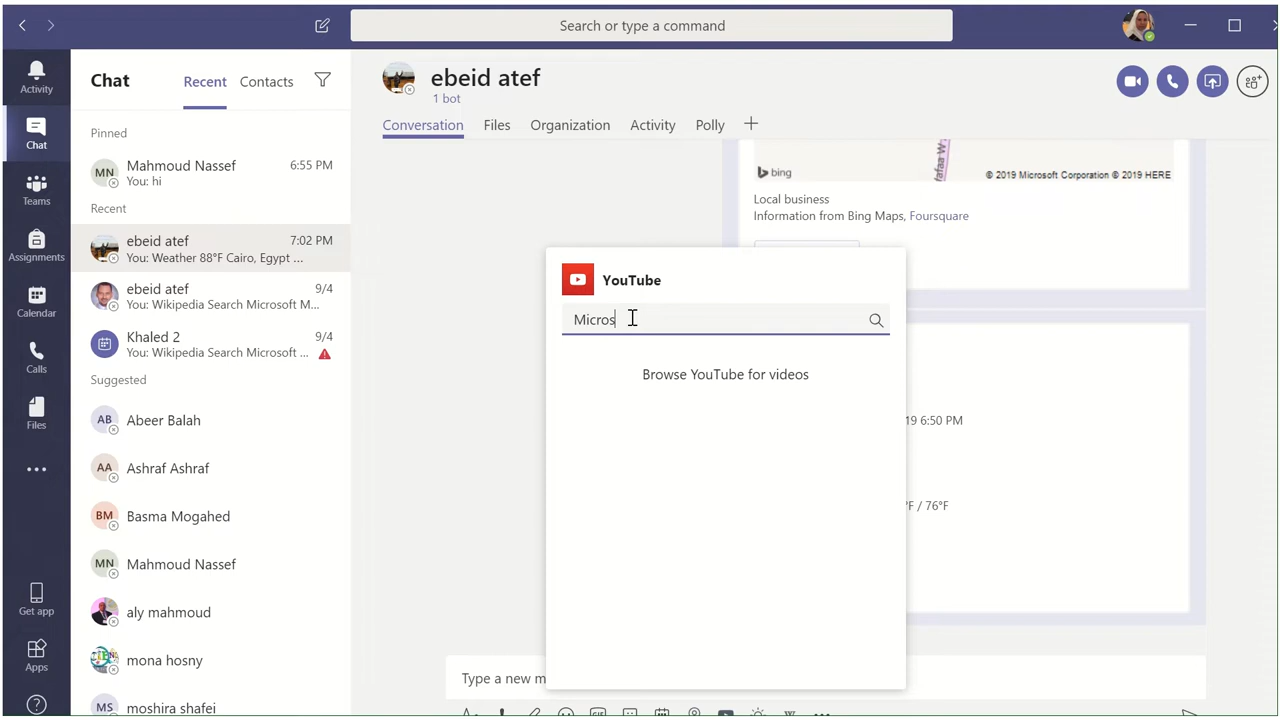 Search or type a command
Activity
Chat
Teams
Assignments
Calendar
Calls
Files
Get app
Apps
Chat
Recent
Contacts
Pinned
MN
Mahmoud Nassef
6:55 PM
You: hi
Recent
ebeid atef
7:02 PM
You: Weather 88°F Cairo, Egypt ...
ebeid atef
9/4
You: Wikipedia Search Microsoft M...
Khaled 2
9/4
You: Wikipedia Search Microsoft ...
Suggested
AB
Abeer Balah
AA
Ashraf Ashraf
BM
Basma Mogahed
MN
Mahmoud Nassef
aly mahmoud
mona hosny
MS
moshira shafei
ebeid atef
1 bot
Conversation
Files
Organization
Activity
Polly
bing
© 2019 Microsoft Corporation © 2019 HERE
Local business
Information from Bing Maps, Foursquare
YouTube
Micros
Browse YouTube for videos
19 6:50 PM
°F / 76°F
Type a new m
GIF